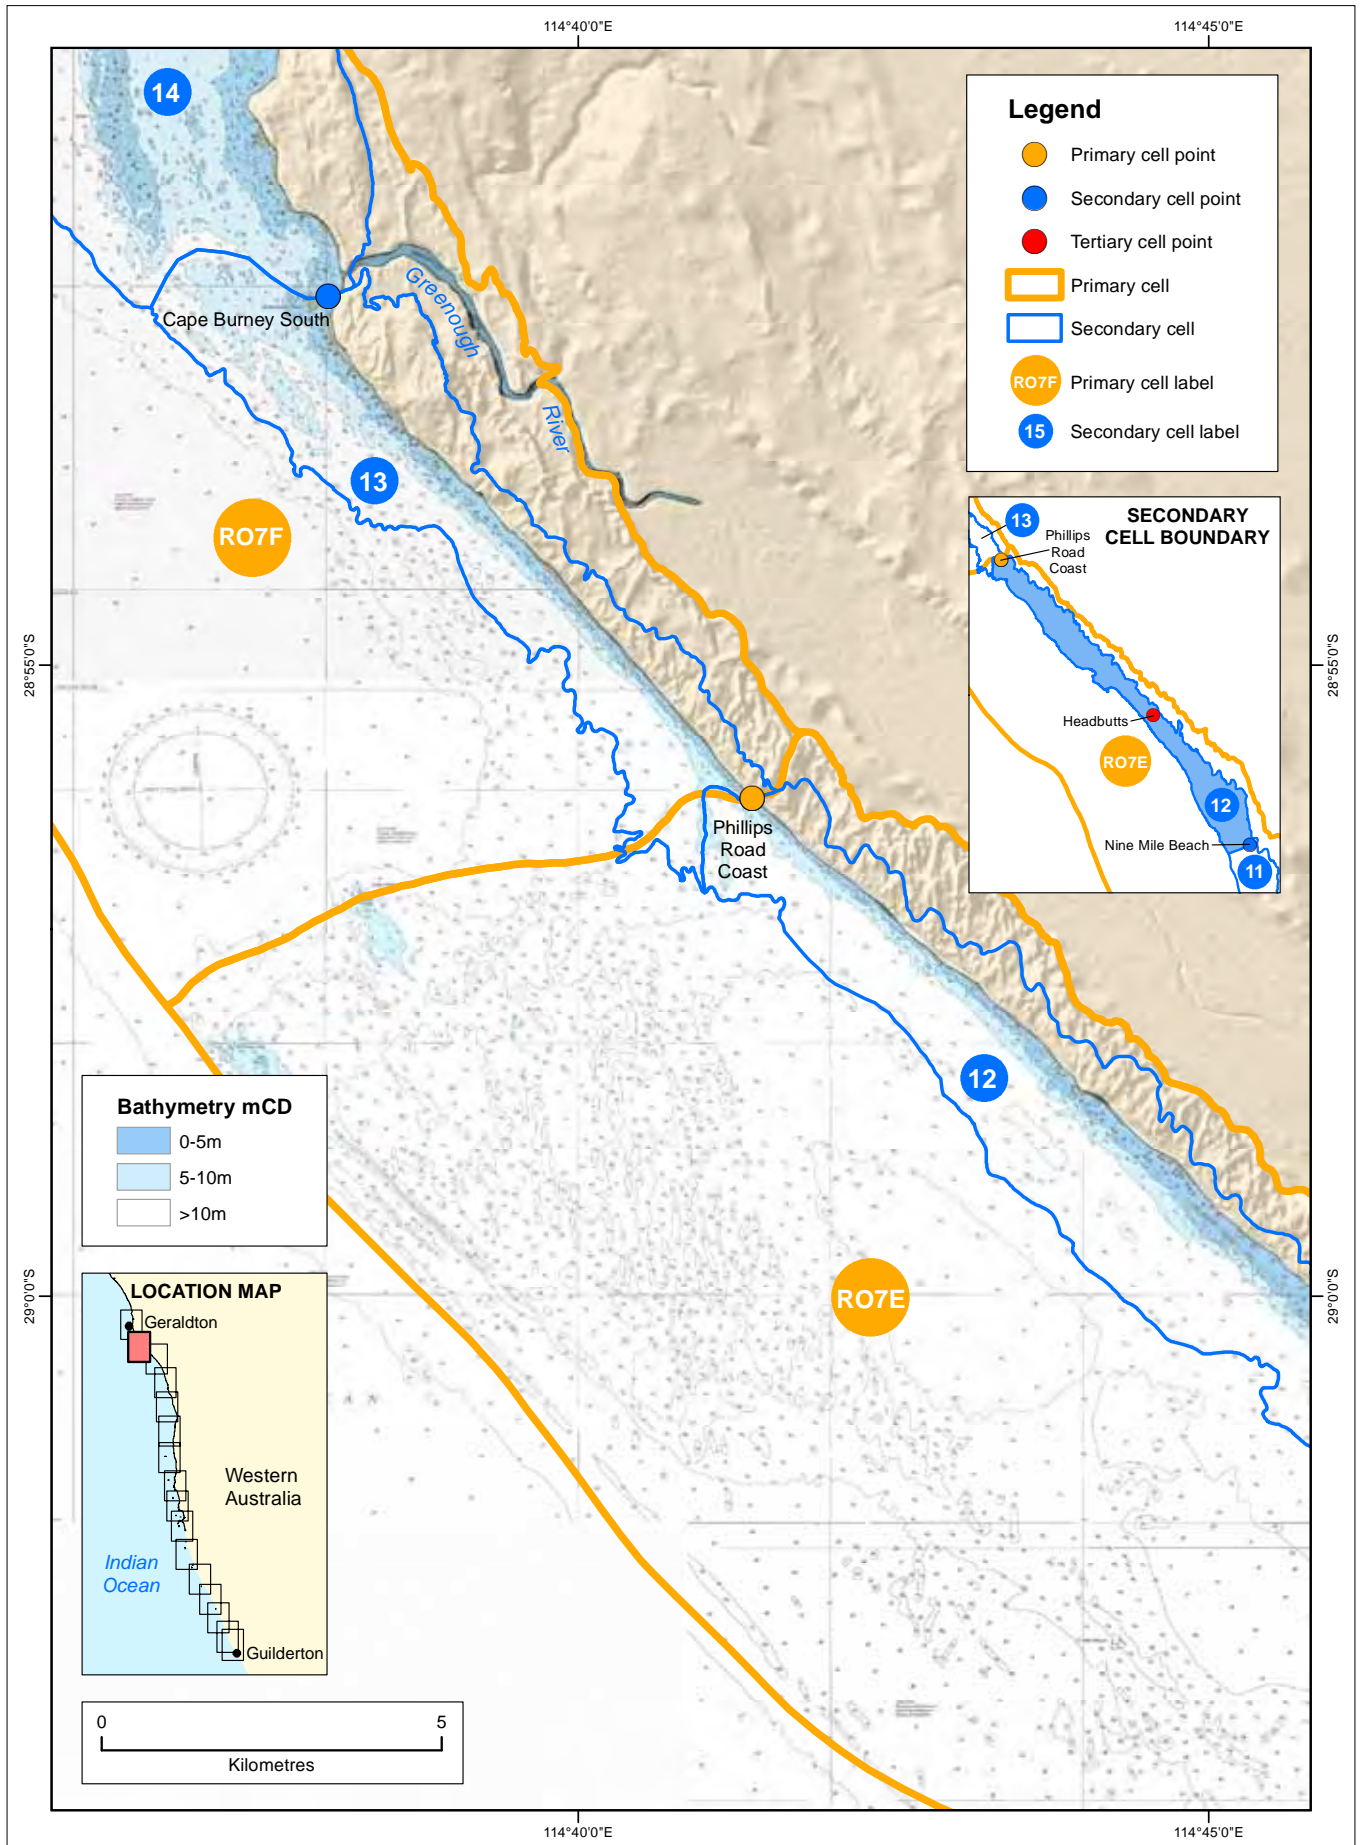 114°40'0"E
114°45'0"E
14
Legend
Primary cell point
Secondary cell point
Tertiary cell point
Primary cell
Secondary cell
RO7F
Primary cell label
15
Secondary cell label
Greenough
River
Cape Burney South
13
RO7F
SECONDARY
CELL BOUNDARY
13
Phillips
Road
Coast
Headbutts
RO7E
12
Nine Mile Beach
11
28°55'0"S
28°55'0"S
Phillips
Road
Coast
12
Bathymetry mCD
0-5m
5-10m
>10m
RO7E
29°0'0"S
29°0'0"S
LOCATION MAP
Geraldton
Western
Australia
Indian
Ocean
Guilderton
0
5
Kilometres
114°40'0"E
114°45'0"E